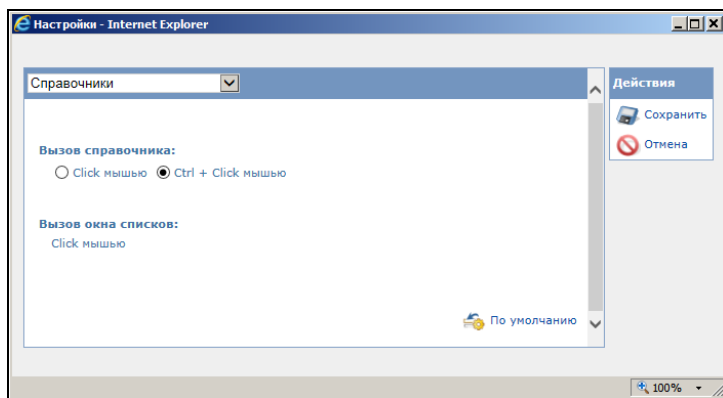 Настройки - Internet Explorer
Справочники
Действия
Сохранить
Отмена
Вызов справочника:
Click мышью Ctrl + Click мышью
Вызов окна списков:
Click мышью
По умолчанию
100%